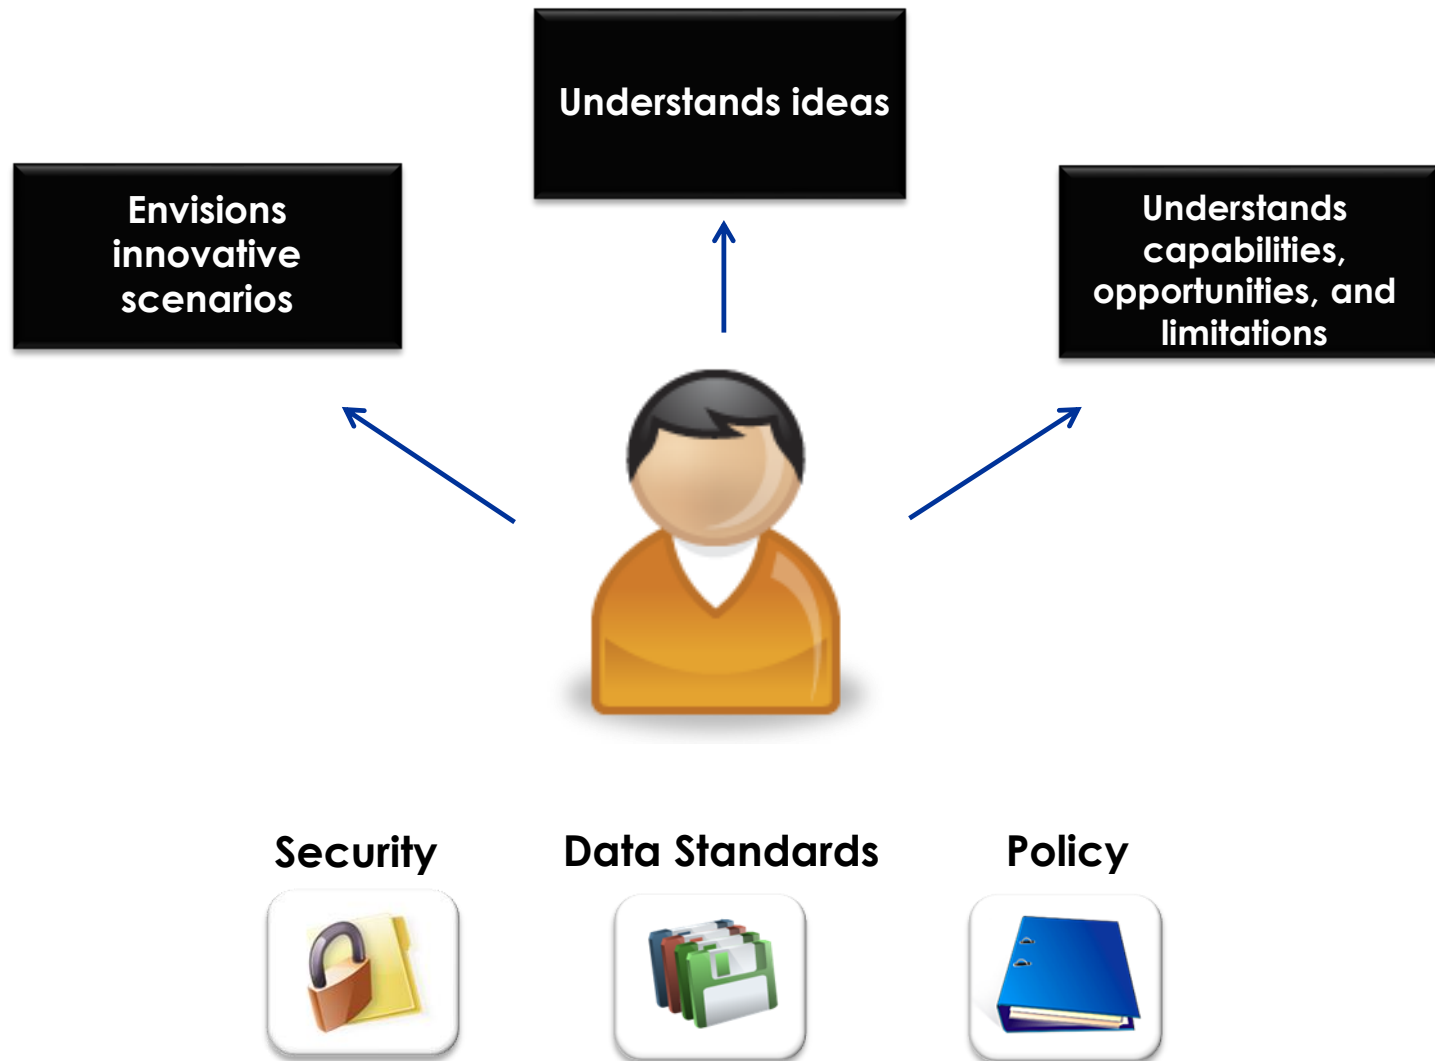 Understands ideas
Envisions
innovative
scenarios
Understands
capabilities,
opportunities, and
limitations
Security
Data Standards
Policy